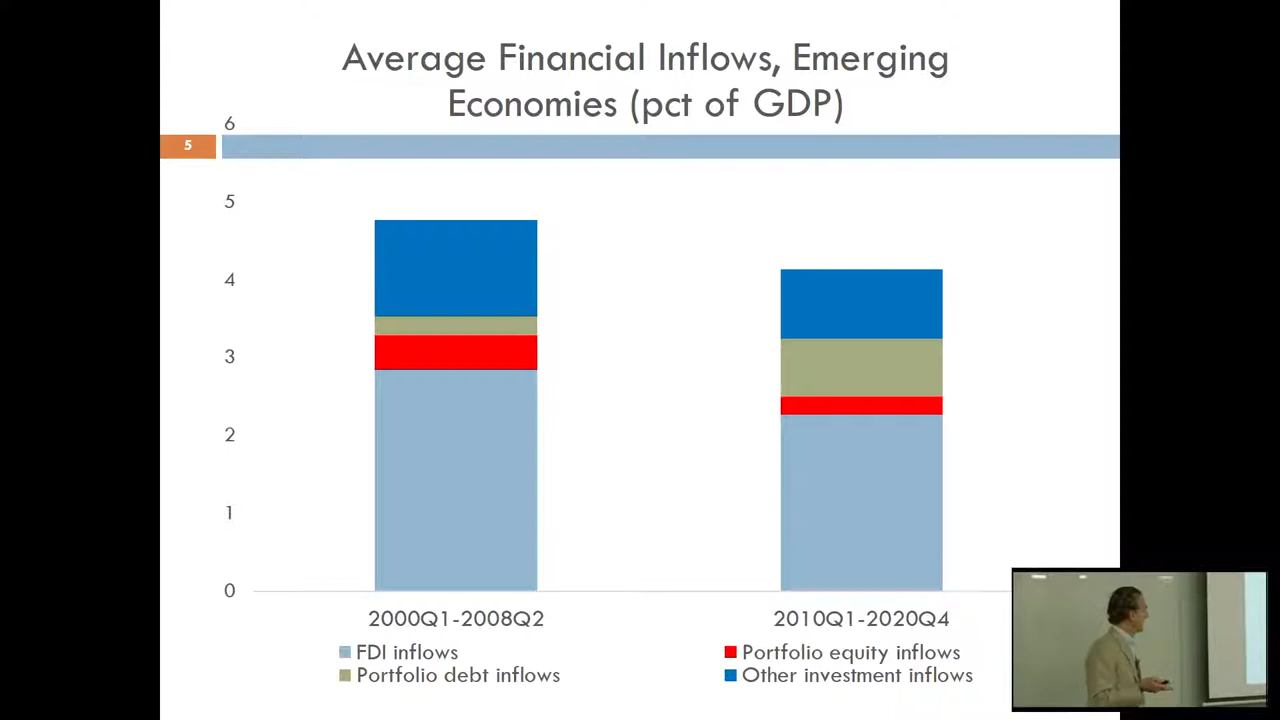 Average Financial Inflows, Emerging
Economies (pct of GDP)
6
5
5
4
3
2
1
0
2000Q1-2008Q2 2010Q1-2020Q4
FDI inflows Portfolio equity inflows
Portfolio debt inflows Other investment inflows